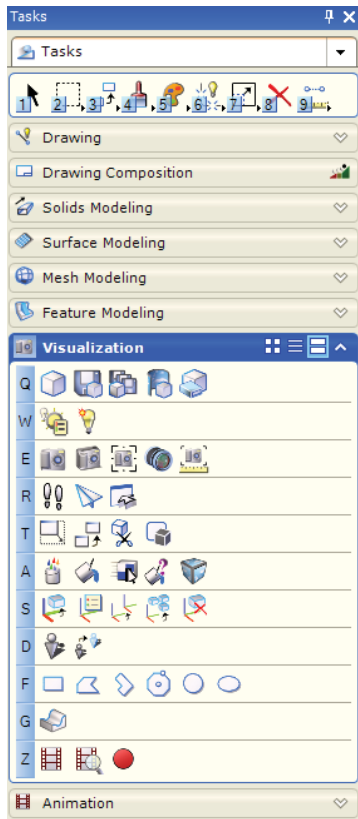 Tasks
Tasks
1 2 3 4 5 6 7 8 9
Drawing
Drawing Composition
Solids Modeling
Surface Modeling
Mesh Modeling
Feature Modeling
Visualization
Q
W
E
R
T
A
S
D
F
G
Z
Animation